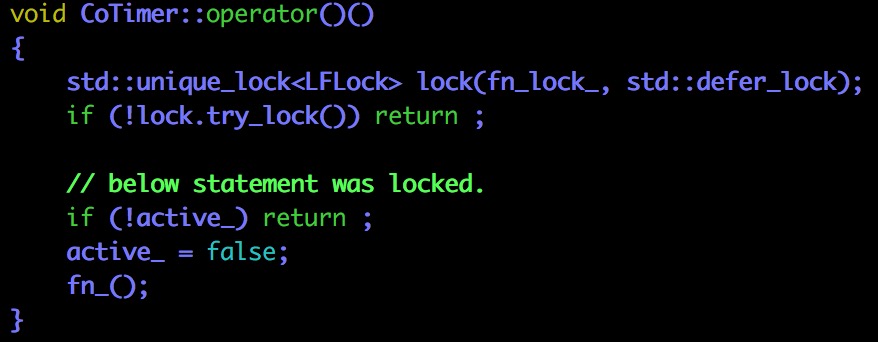 void CoTimer::operator()()
{
    std::unique_lock<LFLock> lock(fn_lock_, std::defer_lock);
    if (!lock.try_lock()) return ;

    // below statement was locked.
    if (!active_) return ;
    active_ = false;
    fn_();
}